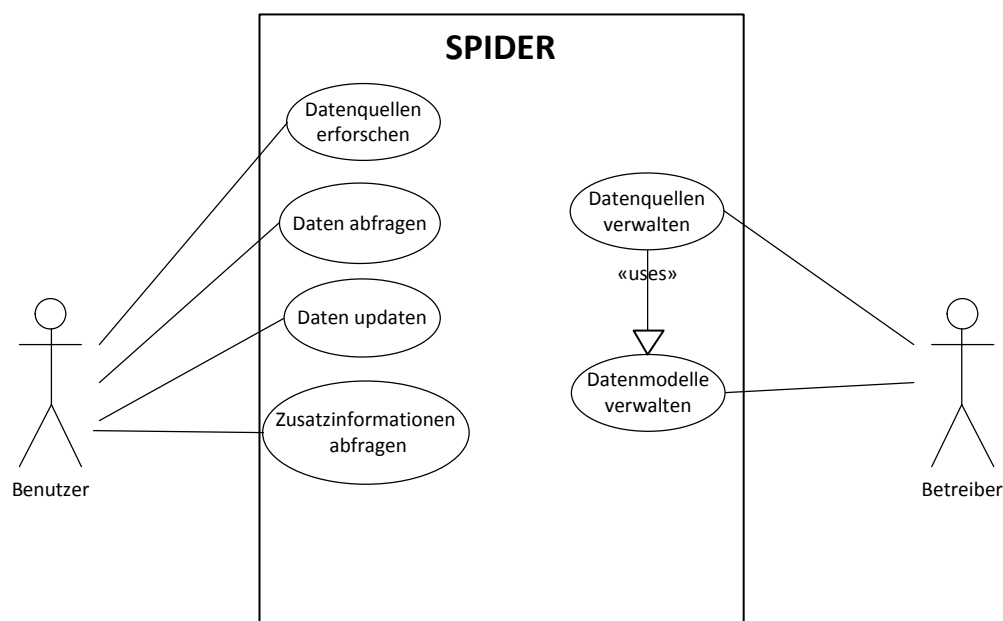 SPIDER
Datenquellen
erforschen
Daten abfragen
Daten updaten
Zusatzinformationen
abfragen
Datenquellen
verwalten
«uses»
Datenmodelle
verwalten
Benutzer
Betreiber